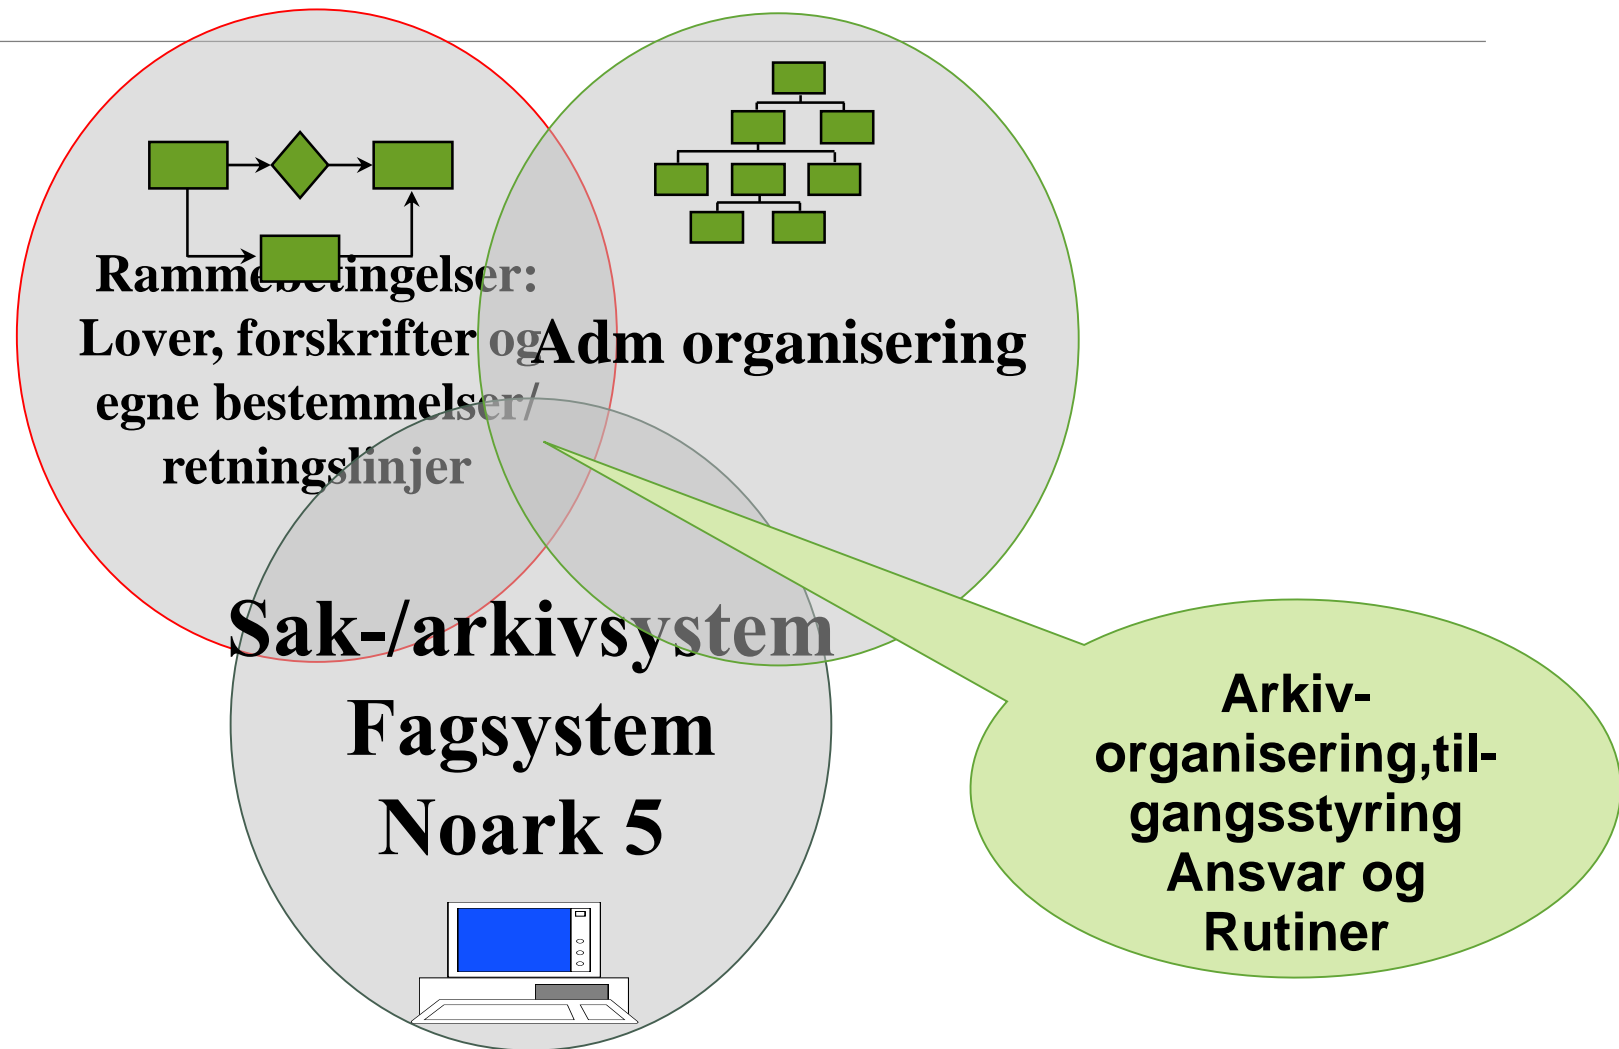 Rammebetingelser:
Lover, forskrifter og
egne bestemmelser/
retningslinjer
Adm organisering
Sak-/arkivsystem
Fagsystem
Noark 5
Arkiv-
organisering,til-
gangsstyring
Ansvar og
Rutiner